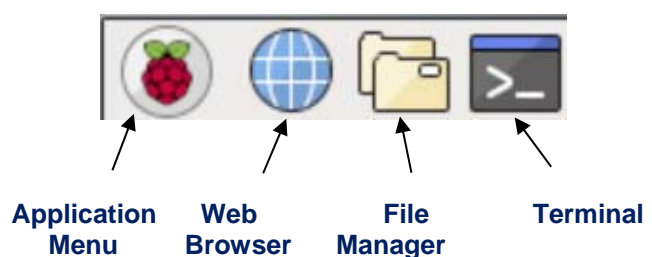 >_
Application Menu
Web Browser
File Manager
Terminal